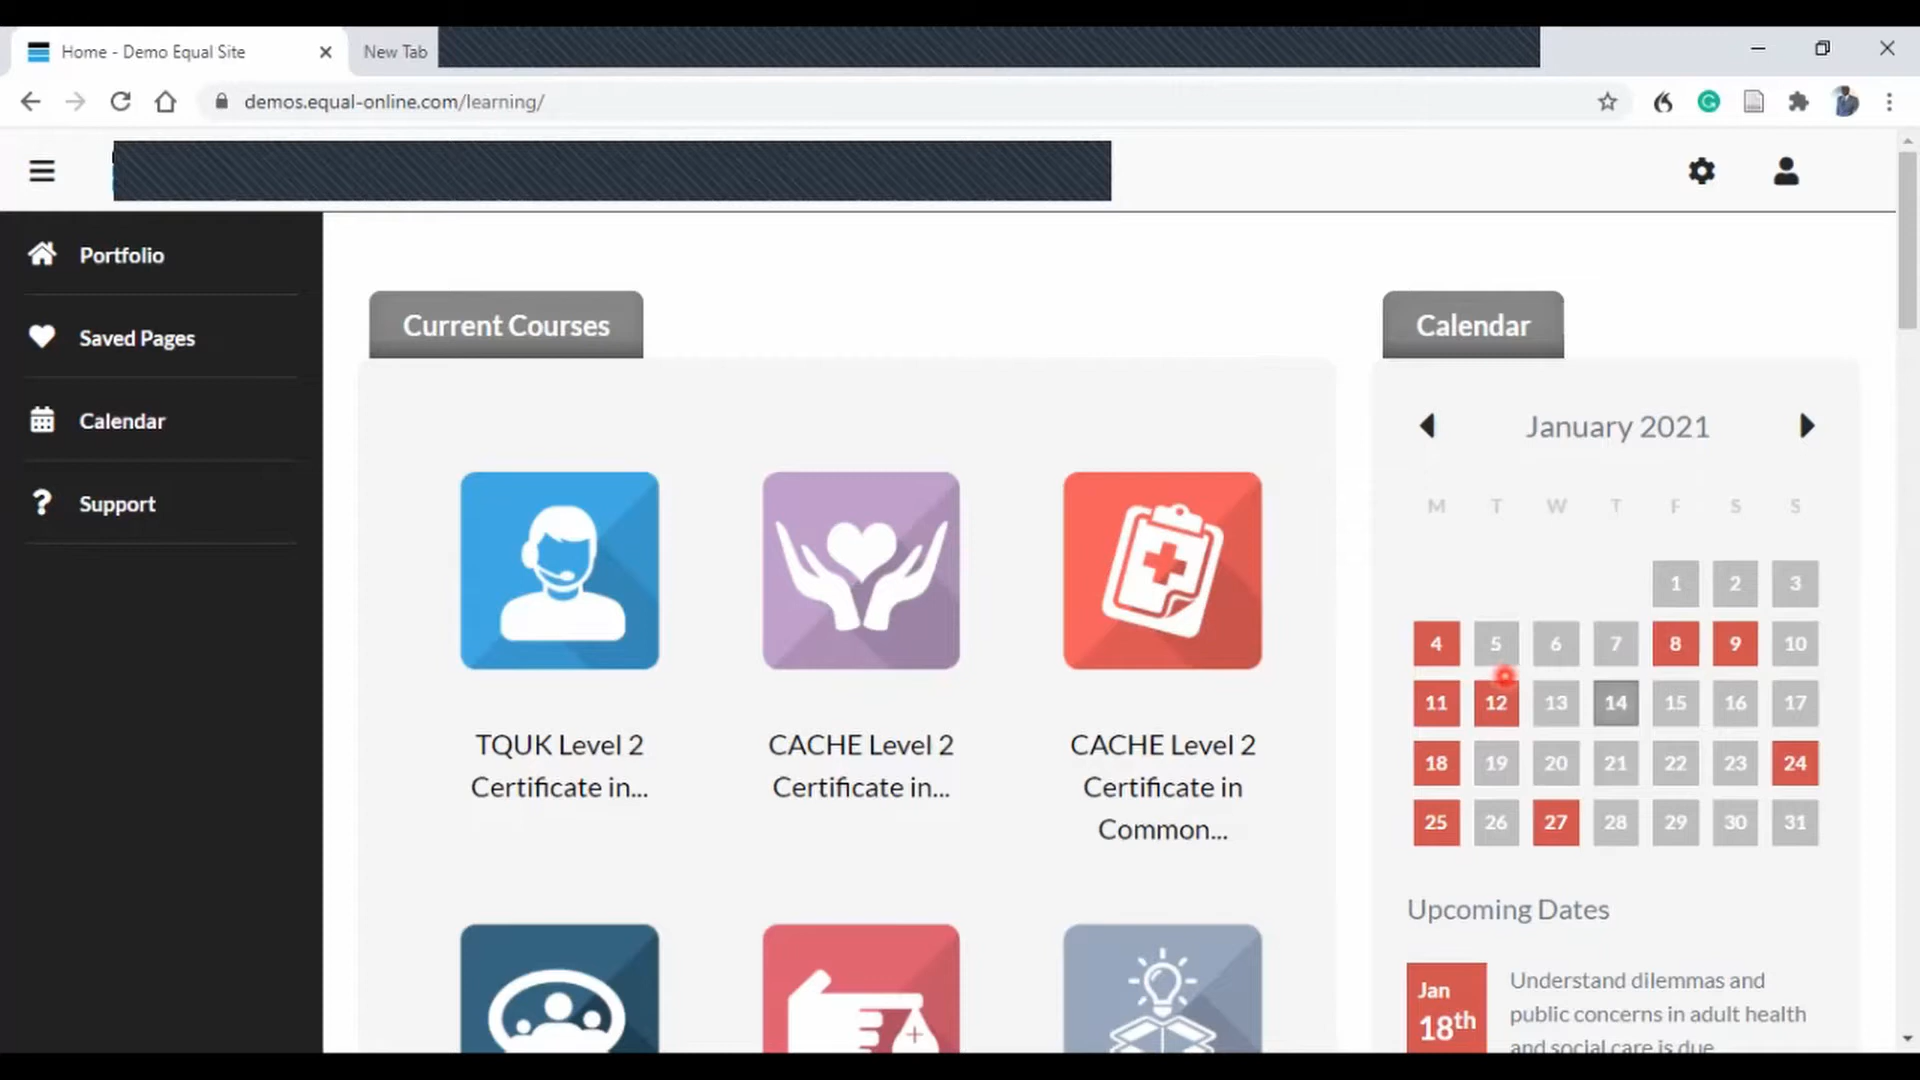 Home - Demo Equal Site
New Tab
demos.equal-online.com/learning/
Portfolio
Saved Pages
Calendar
Support
Current Courses
TQUK Level 2
Certificate in...
CACHE Level 2
Certificate in...
CACHE Level 2
Certificate in
Common...
Calendar
January 2021
M T W T F S S
1 2 3
4 5 6 7 8 9 10
11 12 13 14 15 16 17
18 19 20 21 22 23 24
25 26 27 28 29 30 31
Upcoming Dates
Jan
18th
Understand dilemmas and
public concerns in adult health
and social care is due